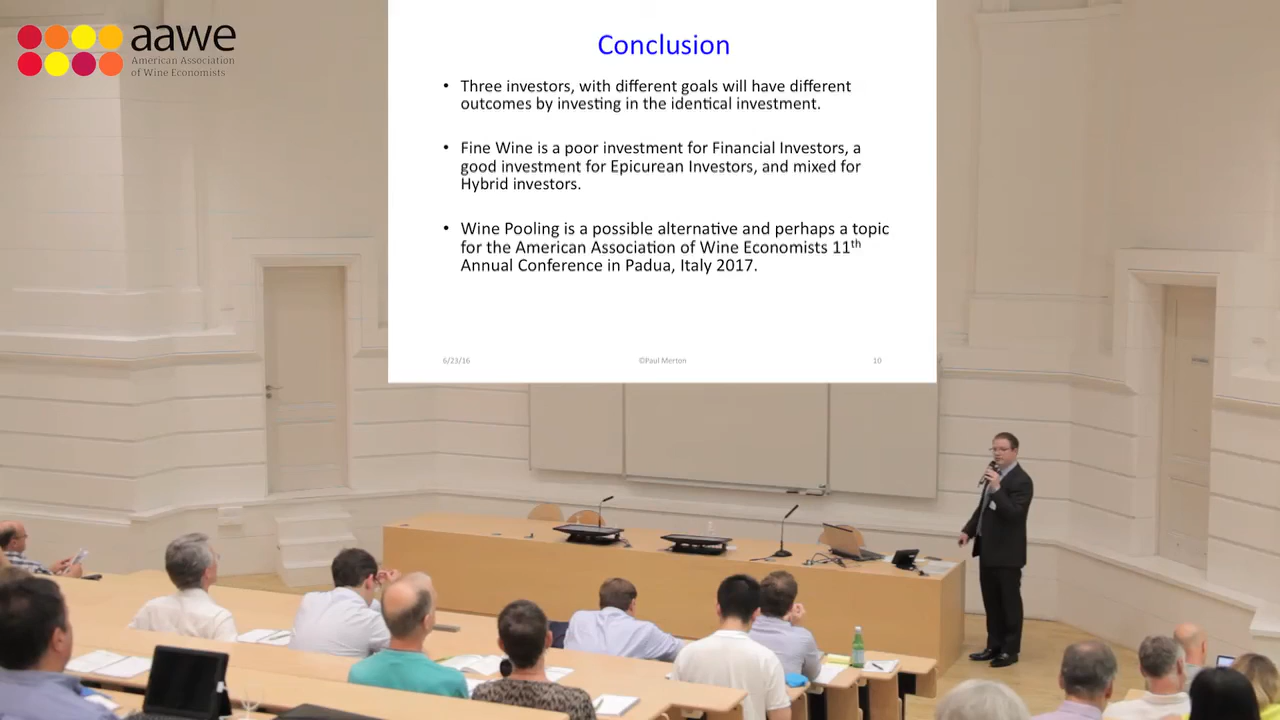 aawe
American Association
of Wine Economists
Conclusion
• Three investors, with different goals will have different
outcomes by investing in the identical investment.
• Fine Wine is a poor investment for Financial Investors, a
good investment for Epicurean Investors, and mixed for
Hybrid investors.
• Wine Pooling is a possible alternative and perhaps a topic
for the American Association of Wine Economists 11th
Annual Conference in Padua, Italy 2017.
6/23/16 ©Paul Merton 10